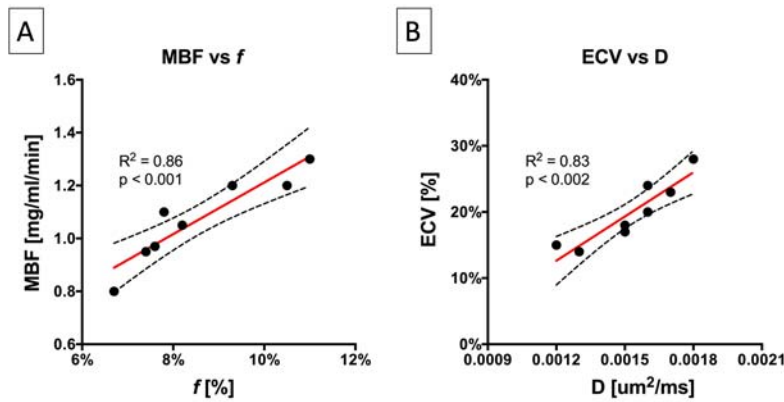 A
MBF vs f
MBF [mg/ml/min]
1.6
1.4
1.2
1.0
0.8
0.6
R² = 0.86
p < 0.001
6%
8%
10%
12%
f [%]
B
ECV vs D
ECV [%]
40%
30%
20%
10%
0%
R² = 0.83
p < 0.002
0.0009
0.0012
0.0015
0.0018
0.0021
D [um²/ms]